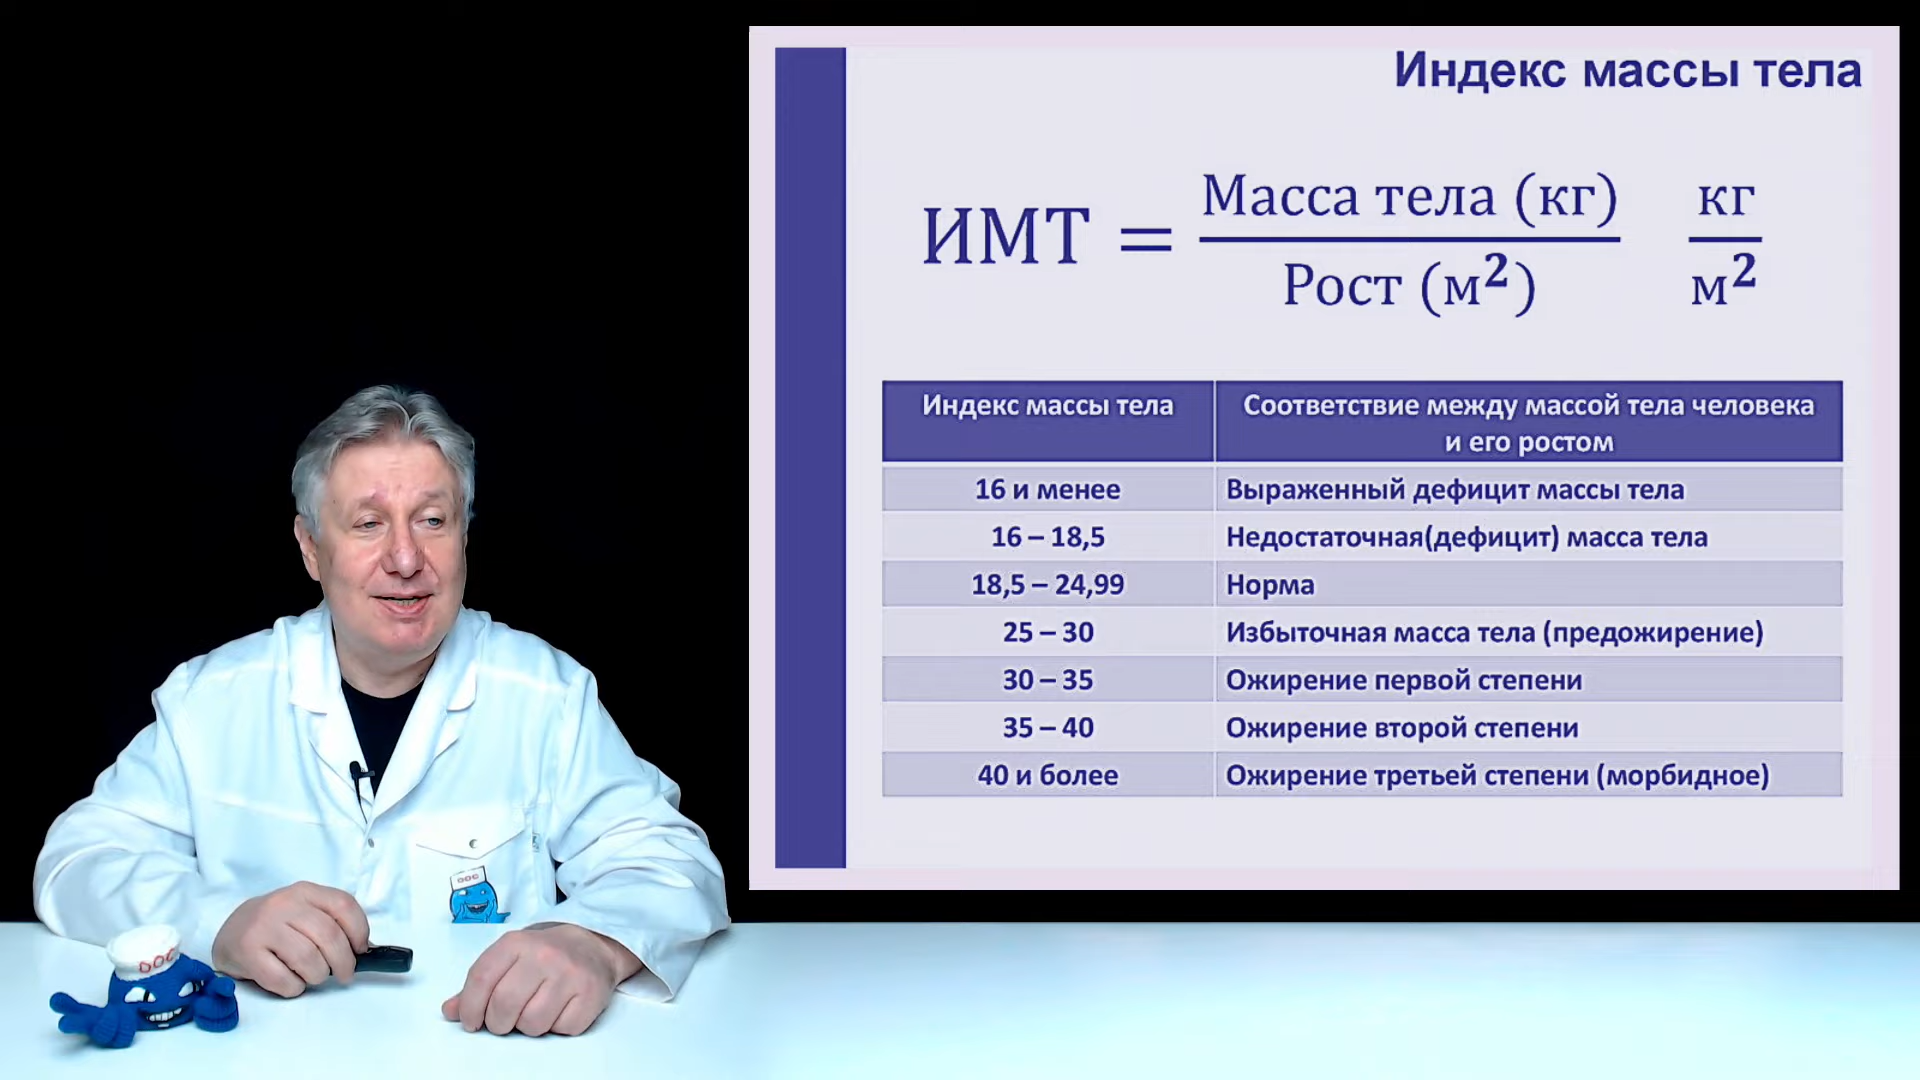 Индекс массы тела
ИМТ = Масса тела (кг) / Рост (м²) кг / м²
Индекс массы тела
Соответствие между массой тела человека
и его ростом
16 и менее Выраженный дефицит массы тела
16 – 18,5 Недостаточная(дефицит) масса тела
18,5 – 24,99 Норма
25 – 30 Избыточная масса тела (предожирение)
30 – 35 Ожирение первой степени
35 – 40 Ожирение второй степени
40 и более Ожирение третьей степени (морбидное)
DOC
DOC